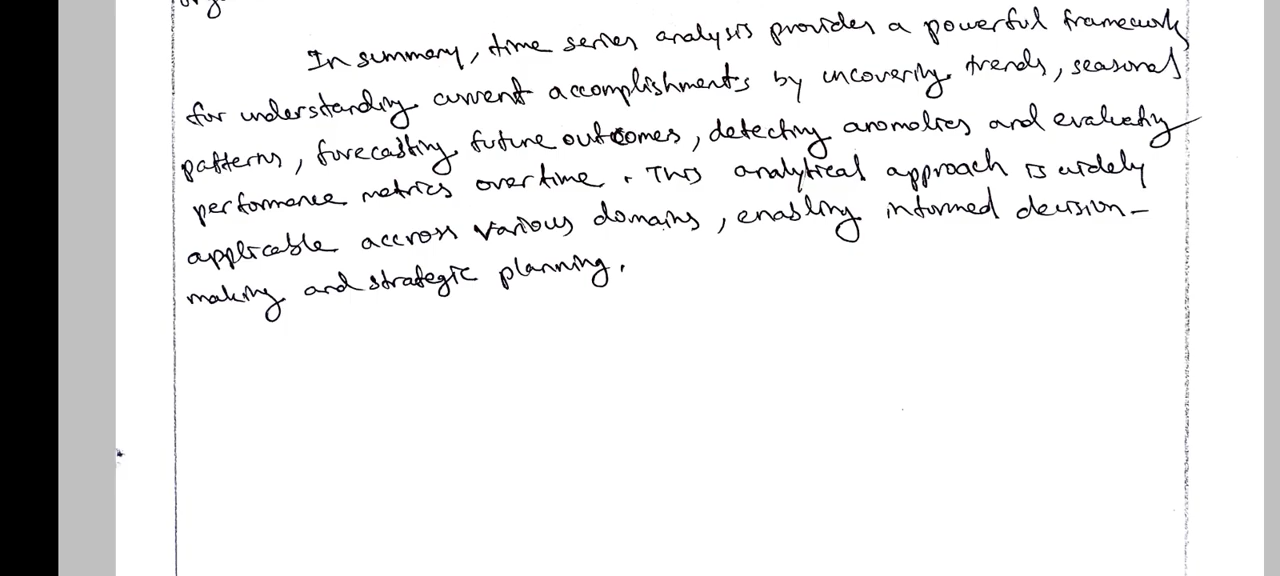 In summary, time series analysis provides a powerful framework
for understanding current accomplishments by uncovering trends, seasonal
patterns, forecasting future outcomes, detecting anomalies and evaluating
performance metrics over time. This analytical approach is widely
applicable accross various domains, enabling informed decision-
making and strategic planning.